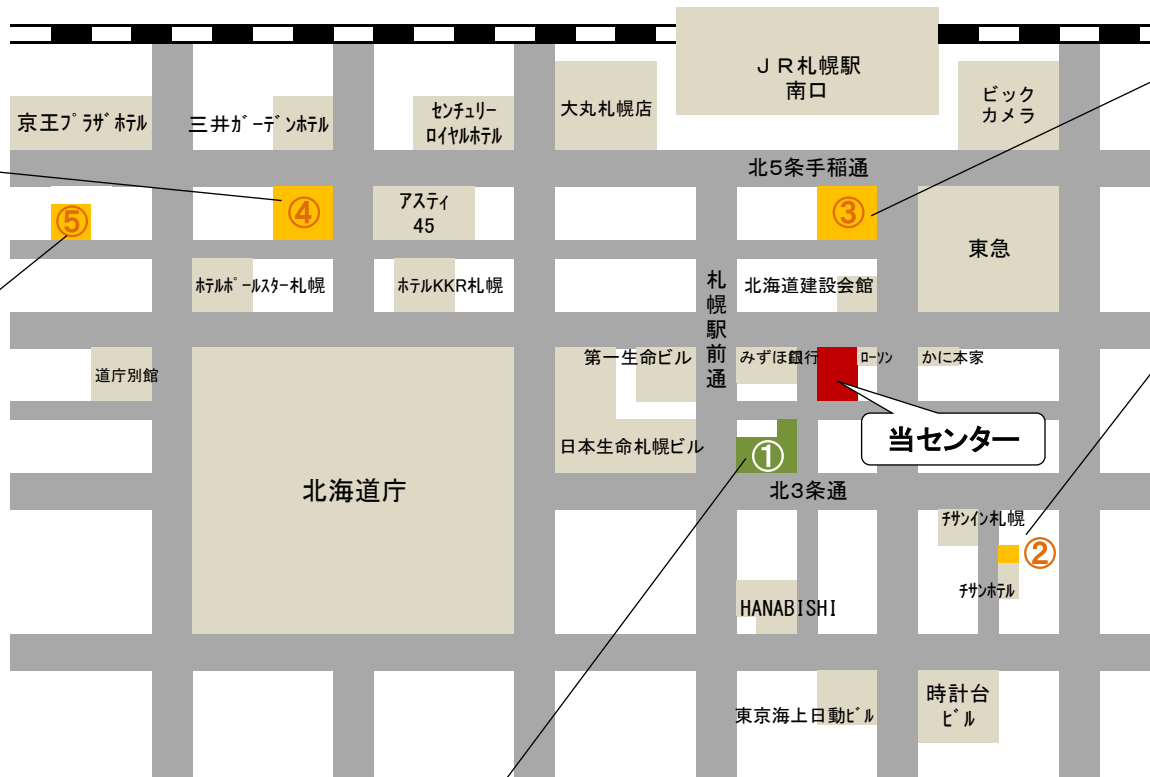 ＪＲ札幌駅
南口
ビック
カメラ
京王ﾌﾟﾗｻﾞﾎﾃﾙ
三井ｶﾞｰﾃﾞﾝﾎﾃﾙ
ｾﾝﾁｭﾘｰ
ﾛｲﾔﾙﾎﾃﾙ
大丸札幌店
北5条手稲通
⑤
④
アスティ
45
③
東急
ﾎﾃﾙﾎﾟｰﾙｽﾀｰ札幌
ﾎﾃﾙKKR札幌
札幌駅前通
北海道建設会館
道庁別館
第一生命ビル
みずほ銀行
ﾛｰｿﾝ
かに本家
当センター
日本生命札幌ビル
①
北海道庁
北3条通
ﾁｻﾝｲﾝ札幌
②
ﾁｻﾝﾎﾃﾙ
HANABISHI
東京海上日動ﾋﾞﾙ
時計台
ﾋﾞﾙ